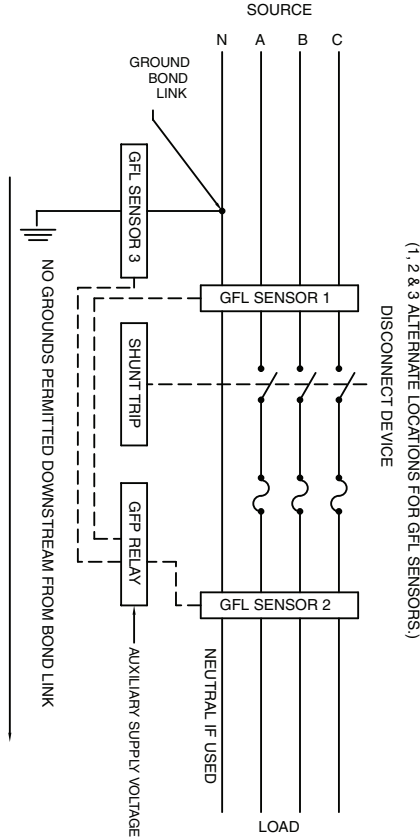 SOURCE
N A B C
GROUND
BOND
LINK
GFL SENSOR 3
GFL SENSOR 1
(1, 2 & 3 ALTERNATE LOCATIONS FOR GFL SENSORS.)
DISCONNECT DEVICE
SHUNT TRIP
NO GROUNDS PERMITTED DOWNSTREAM FROM BOND LINK
GFP RELAY
GFL SENSOR 2
AUXILIARY SUPPLY VOLTAGE
NEUTRAL IF USED
LOAD